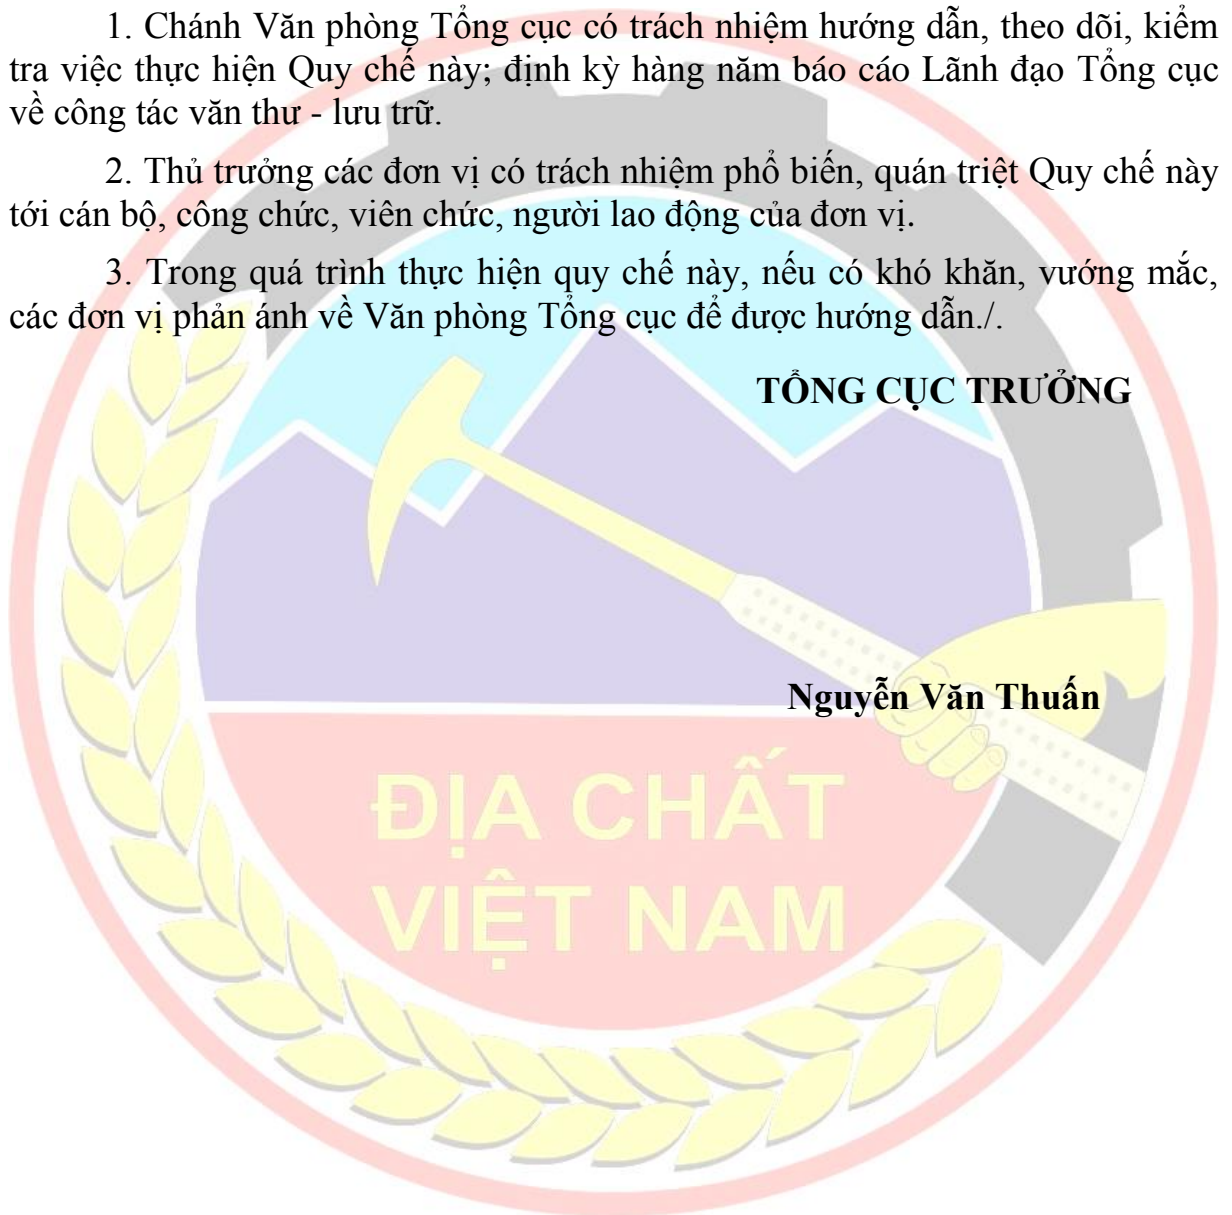 1. Chánh Văn phòng Tổng cục có trách nhiệm hướng dẫn, theo dõi, kiểm
tra việc thực hiện Quy chế này; định kỳ hàng năm báo cáo Lãnh đạo Tổng cục
về công tác văn thư - lưu trữ.
2. Thủ trưởng các đơn vị có trách nhiệm phổ biến, quán triệt Quy chế này
tới cán bộ, công chức, viên chức, người lao động của đơn vị.
3. Trong quá trình thực hiện quy chế này, nếu có khó khăn, vướng mắc,
các đơn vị phản ánh về Văn phòng Tổng cục để được hướng dẫn./.
TỔNG CỤC TRƯỞNG
Nguyễn Văn Thuấn
ĐỊA CHẤT
VIỆT NAM